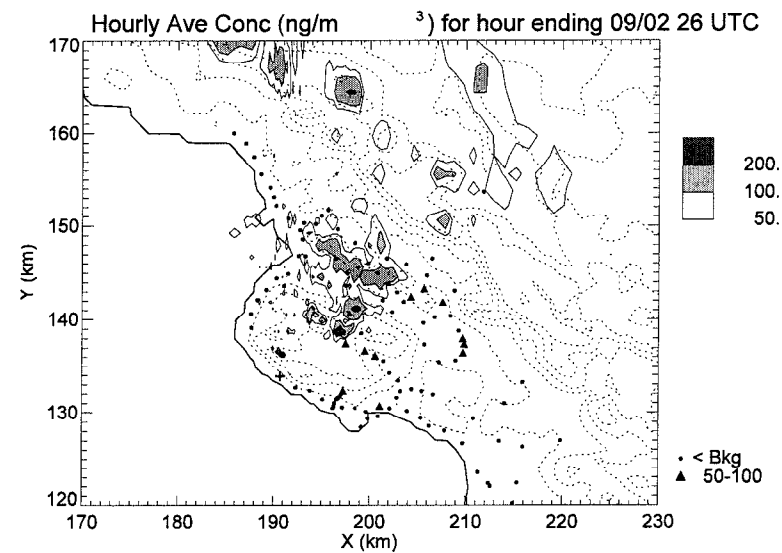 Hourly Ave Conc (ng/m ³) for hour ending 09/02 26 UTC
170
160
150
140
130
120
Y (km)
170 180 190 200 210 220 230
X (km)
200.
100.
50.
< Bkg
50-100